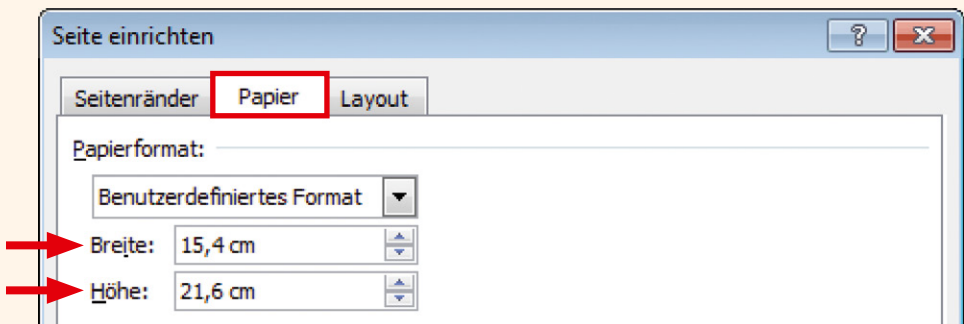 Seite einrichten
Seitenränder Papier Layout
Papierformat:
Benutzerdefiniertes Format
Breite: 15,4 cm
Höhe: 21,6 cm